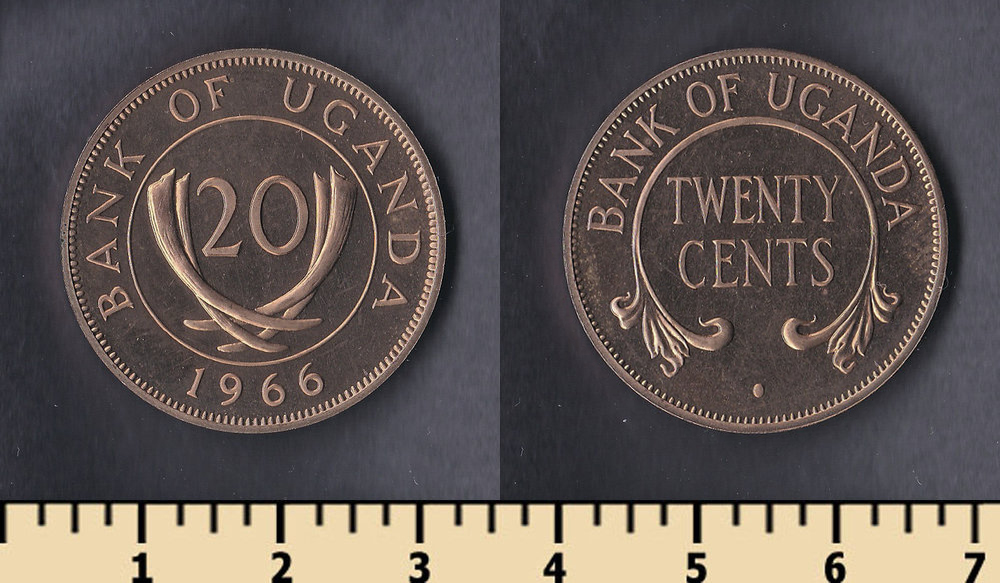 BANK OF UGANDA
20
1966
BANK OF UGANDA
TWENTY
CENTS
1 2 3 4 5 6 7